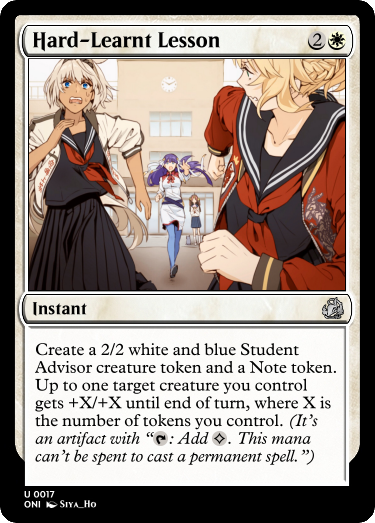 Hard-Learnt Lesson 2
Instant
Create a 2/2 white and blue Student
Advisor creature token and a Note token.
Up to one target creature you control
gets +X/+X until end of turn, where X is
the number of tokens you control. (It's
an artifact with “: Add . This mana
can't be spent to cast a permanent spell.”)
U 0017
ONI Siya_Ho